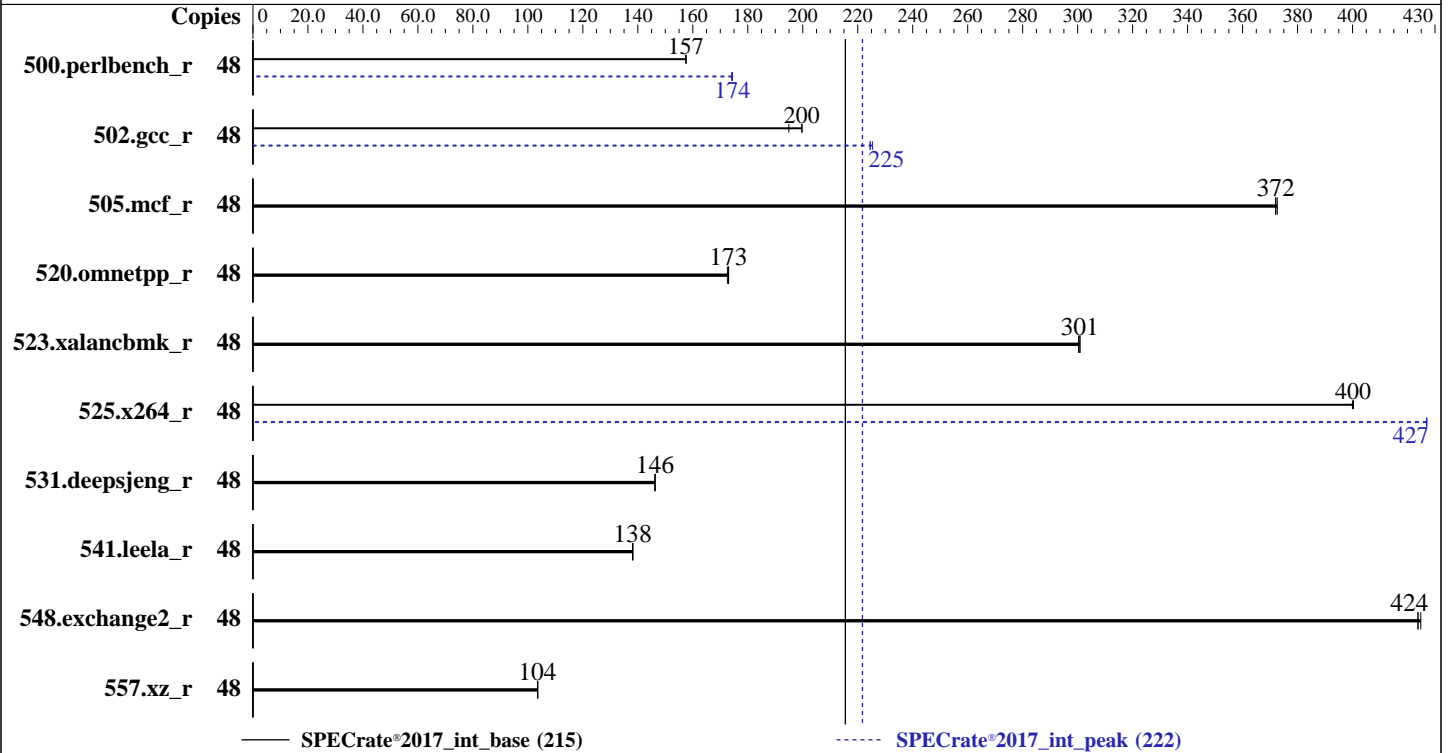 Copies 0 20.0 40.0 60.0 80.0 100 120 140 160 180 200 220 240 260 280 300 320 340 360 380 400 430
157
500.perlbench_r 48
174
200
502.gcc_r 48
225
372
505.mcf_r 48
173
520.omnetpp_r 48
301
523.xalancbmk_r 48
400
525.x264_r 48
427
146
531.deepsjeng_r 48
138
541.leela_r 48
424
548.exchange2_r 48
104
557.xz_r 48
SPECrate®2017_int_base (215) SPECrate®2017_int_peak (222)